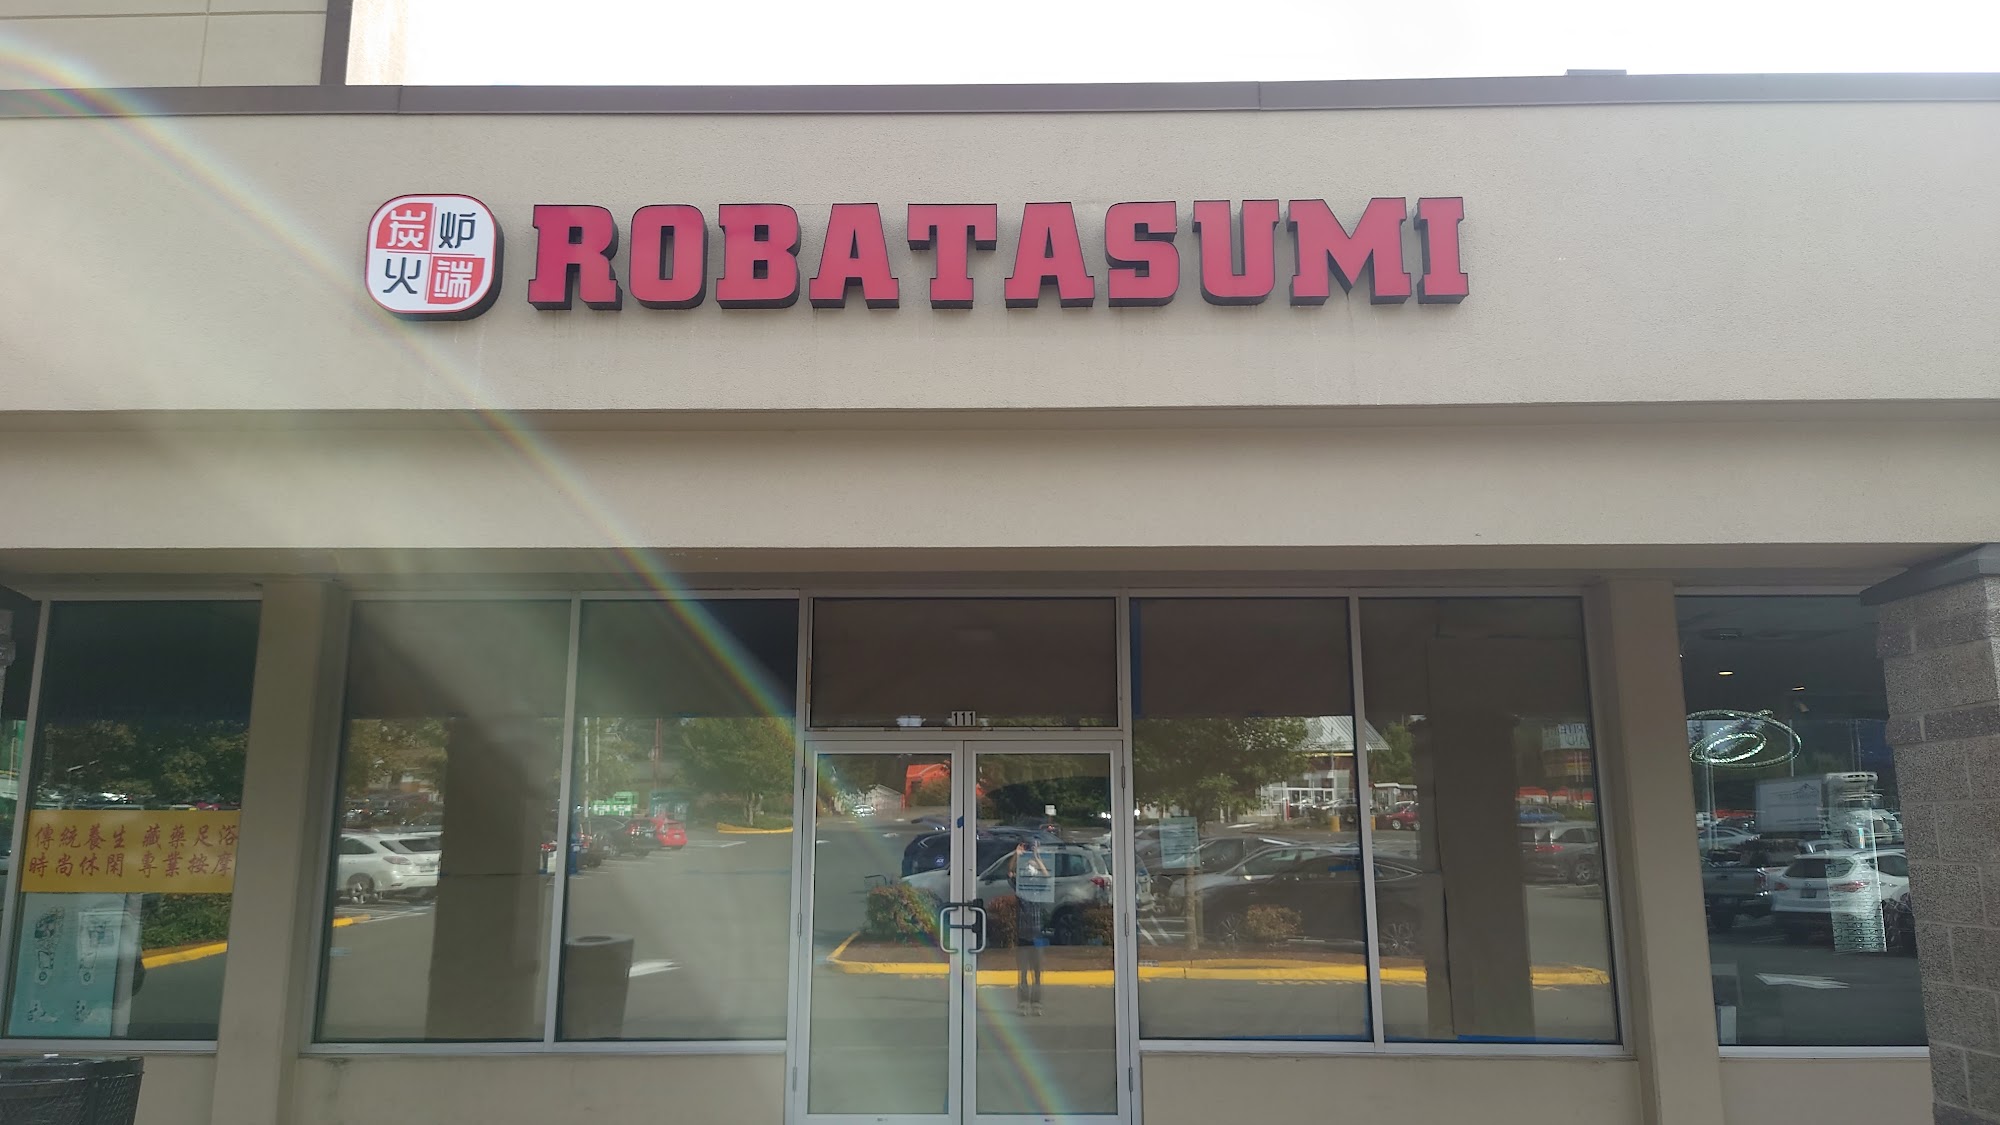 炭炉
火端
ROBATASUMI
111
傳統養生 藏藥足浴
時尚休閑 專業按摩